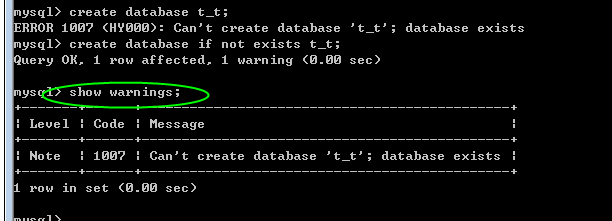 mysql> create database t_t;
ERROR 1007 (HY000): Can't create database 't_t'; database exists
mysql> create database if not exists t_t;
Query OK, 1 row affected, 1 warning (0.00 sec)
mysql> show warnings;
+-------+------+------------------------------------------------+
| Level | Code | Message                                        |
+-------+------+------------------------------------------------+
| Note  | 1007 | Can't create database 't_t'; database exists |
+-------+------+------------------------------------------------+
1 row in set (0.00 sec)
mysql>